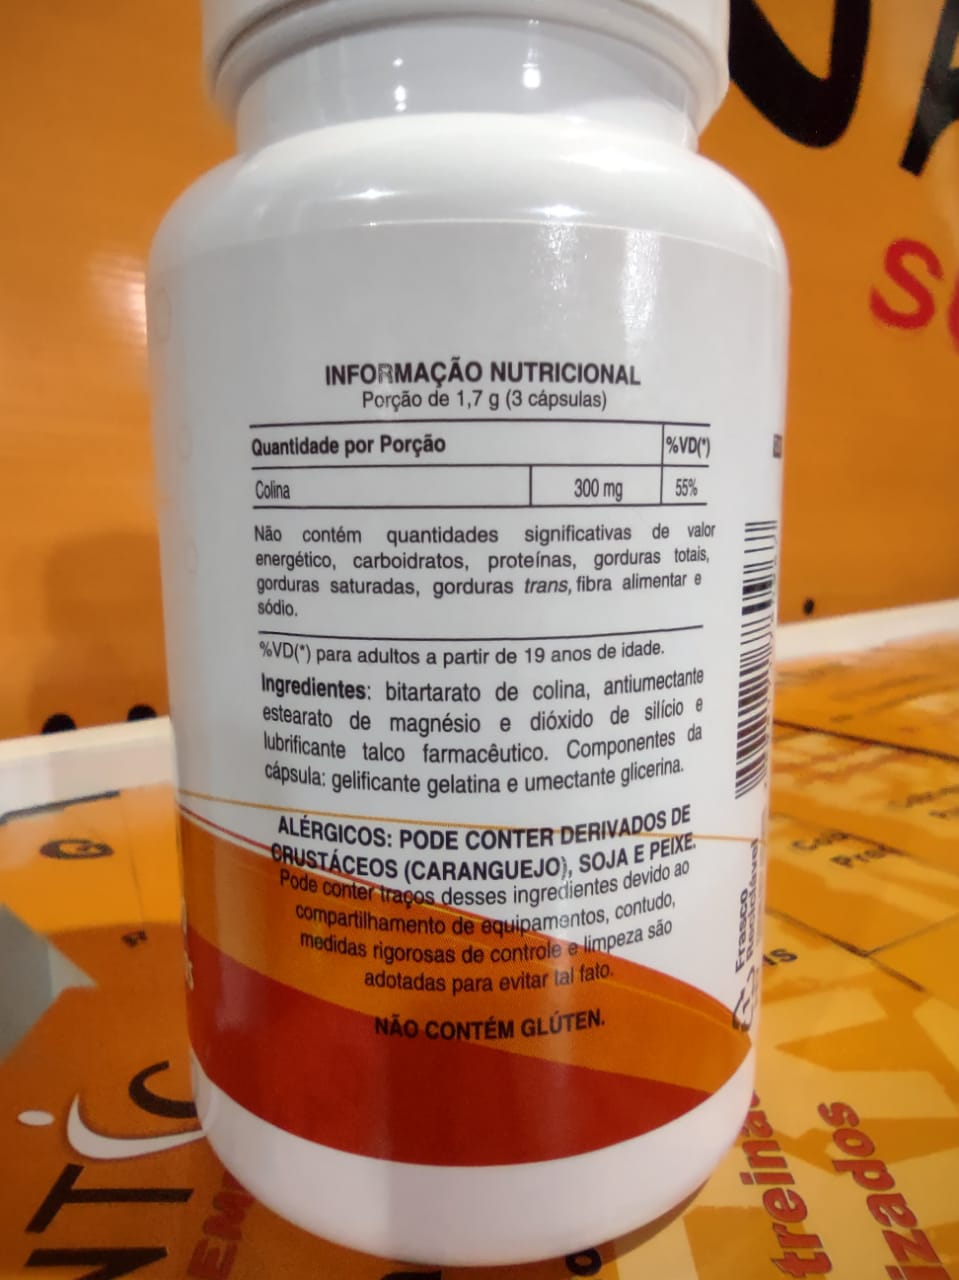 INFORMAÇÃO NUTRICIONAL
Porção de 1,7 g (3 cápsulas)
Quantidade por Porção %VD(*)
Colina 300 mg 55%
Não contém quantidades significativas de valor
energético, carboidratos, proteínas, gorduras totais,
gorduras saturadas, gorduras trans, fibra alimentar e
sódio.
%VD(*) para adultos a partir de 19 anos de idade.
Ingredientes: bitartarato de colina, antiumectante
estearato de magnésio e dióxido de silício e
lubrificante talco farmacêutico. Componentes da
cápsula: gelificante gelatina e umectante glicerina.
ALÉRGICOS: PODE CONTER DERIVADOS DE
CRUSTÁCEOS (CARANGUEJO), SOJA E PEIXE.
Pode conter traços desses ingredientes devido ao
compartilhamento de equipamentos, contudo,
medidas rigorosas de controle e limpeza são
adotadas para evitar tal fato.
NÃO CONTÉM GLÚTEN.
Frasco
Reciclável